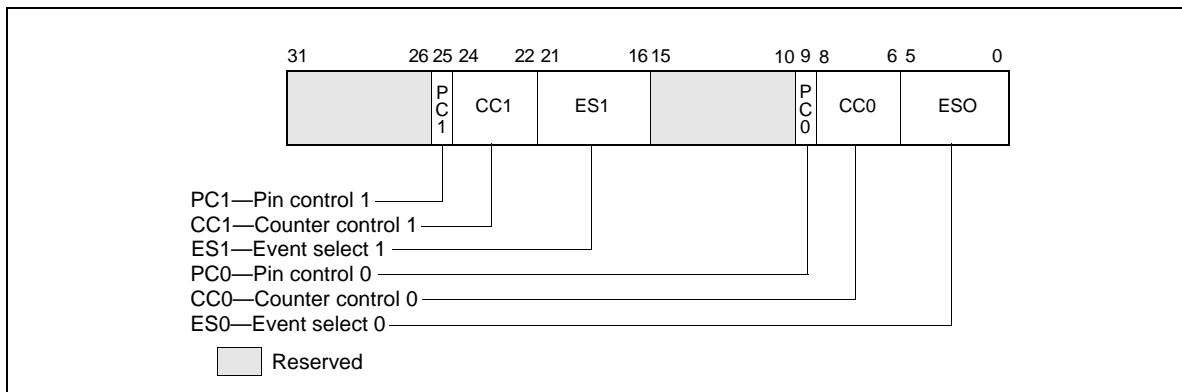 31 26 25 24 22 21 16 15 10 9 8 6 5 0
PC1 CC1 ES1 PC0 CC0 ESO
PC1—Pin control 1
CC1—Counter control 1
ES1—Event select 1
PC0—Pin control 0
CC0—Counter control 0
ES0—Event select 0
Reserved